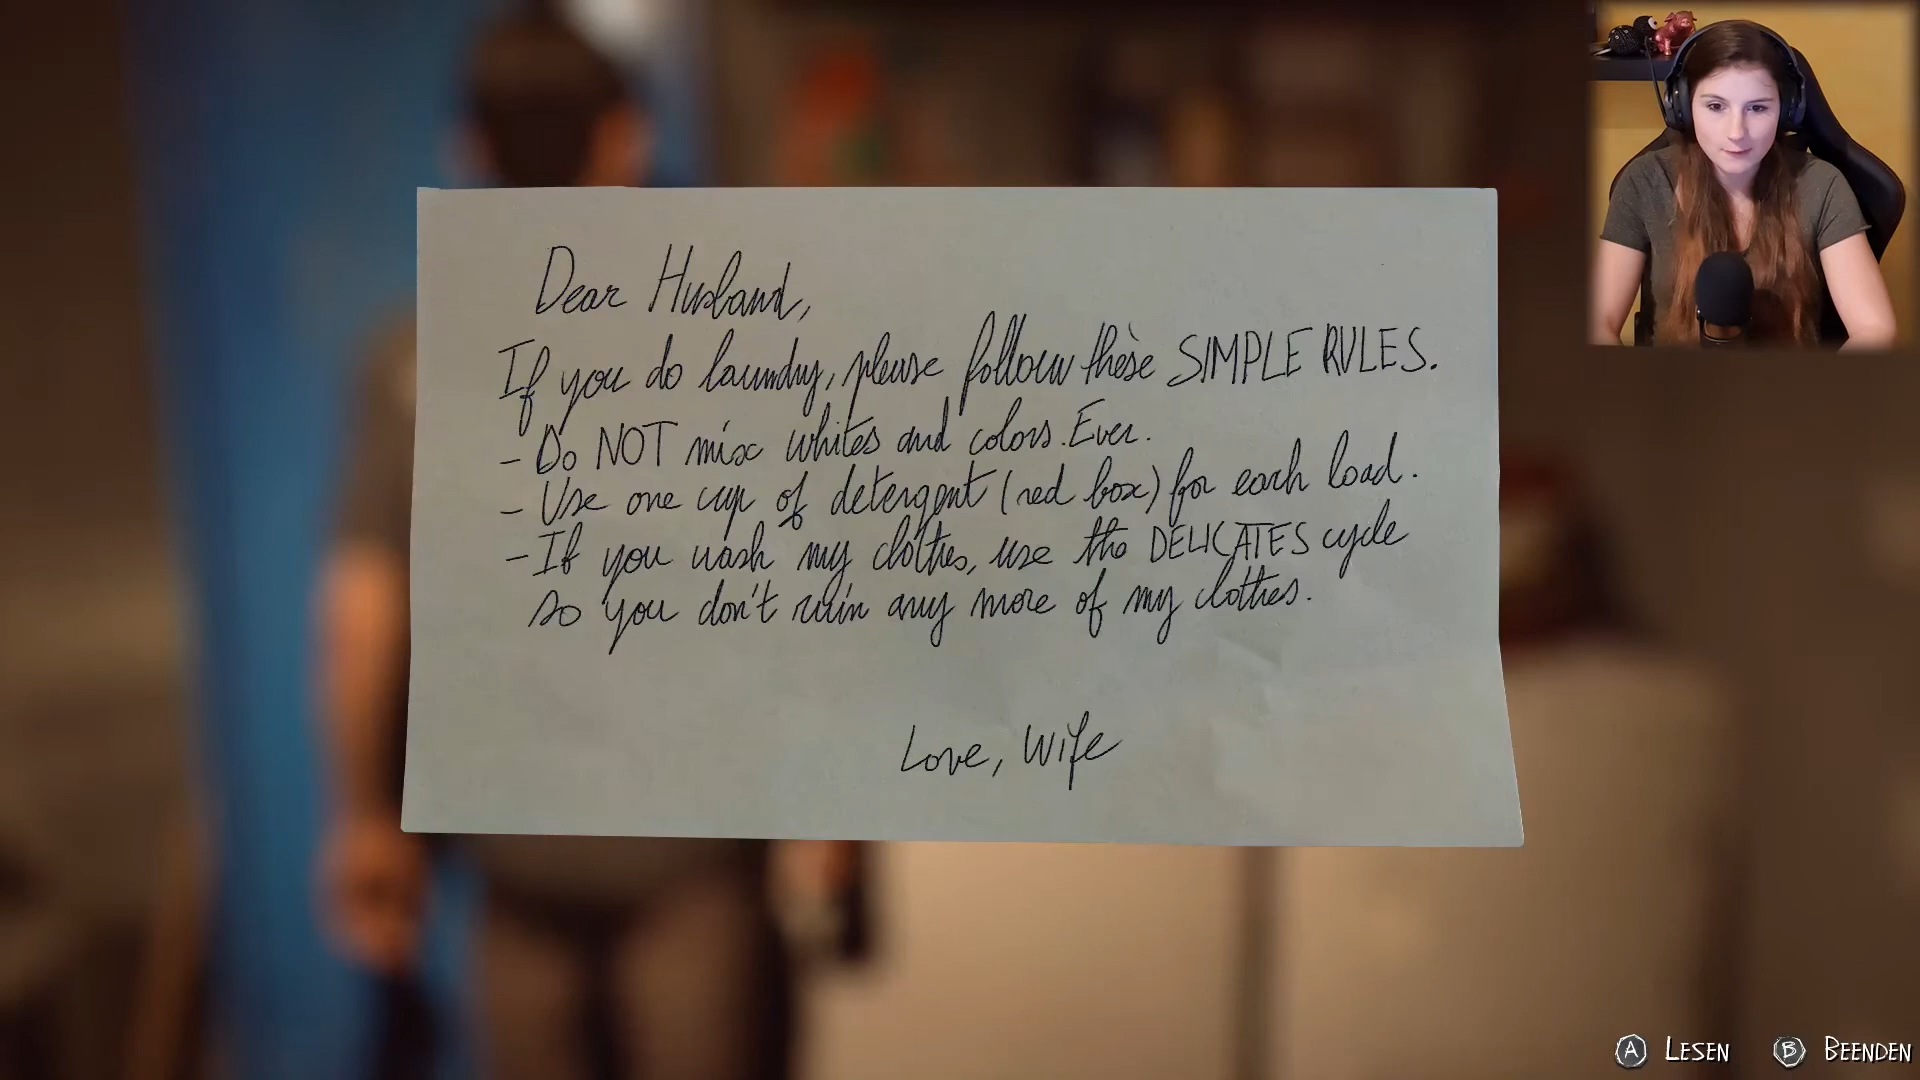 Dear Husband,
If you do laundry, please follow these SIMPLE RULES.
- Do NOT mix whites and colors. Ever.
- Use one cup of detergent (red box) for each load.
- If you wash my clothes, use the DELICATES cycle
so you don't ruin any more of my clothes.
Love, Wife
A LESEN B BEENDEN